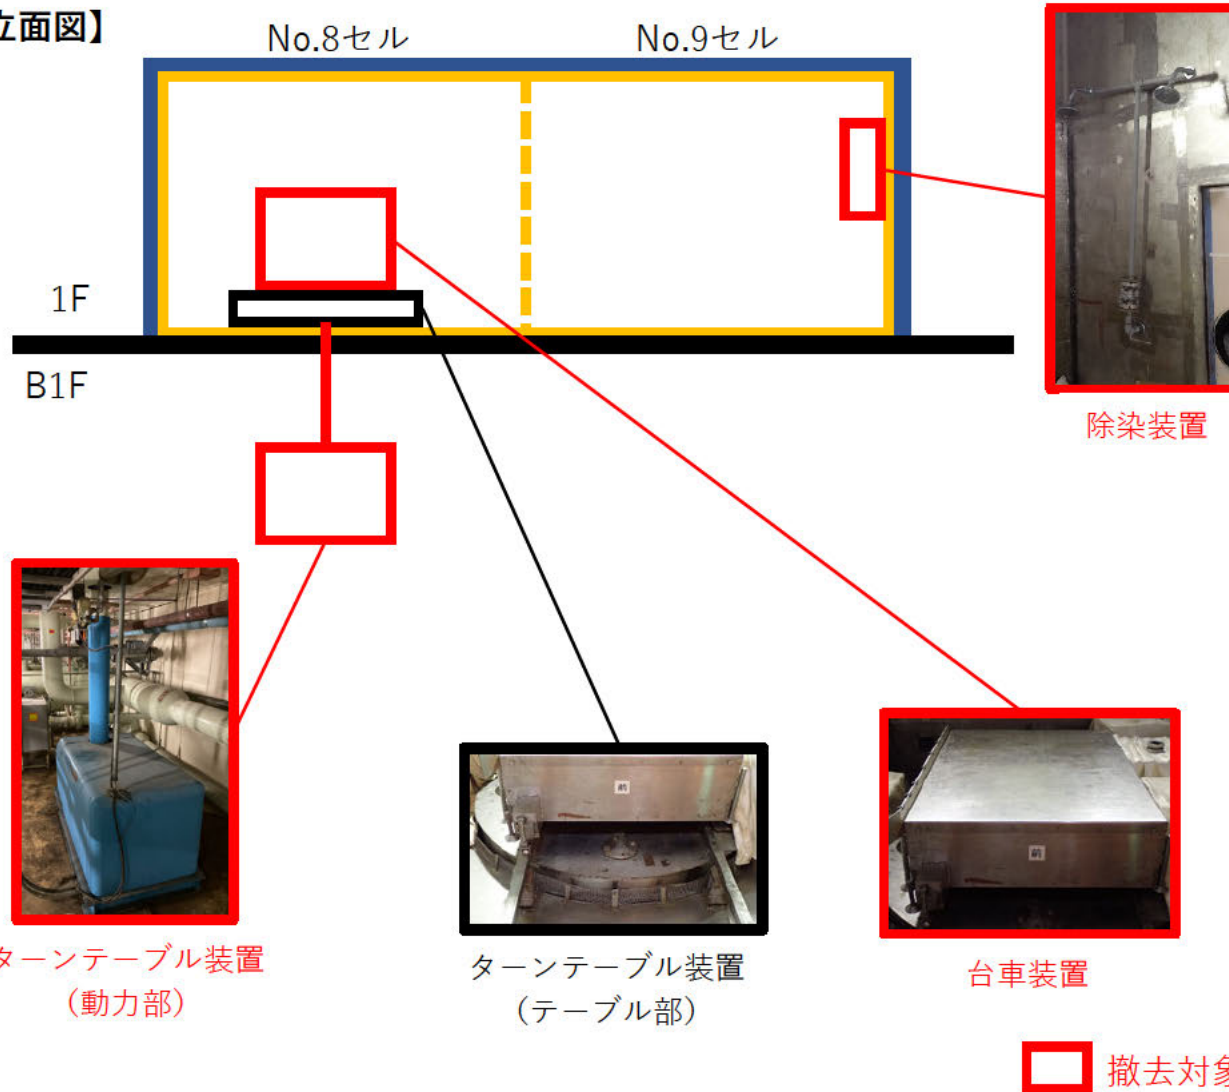 立面図】
No.8セル
No.9セル
1F
B1F
除染装置
前
前
ターンテーブル装置
(動力部)
ターンテーブル装置
(テーブル部)
台車装置
撤去対象